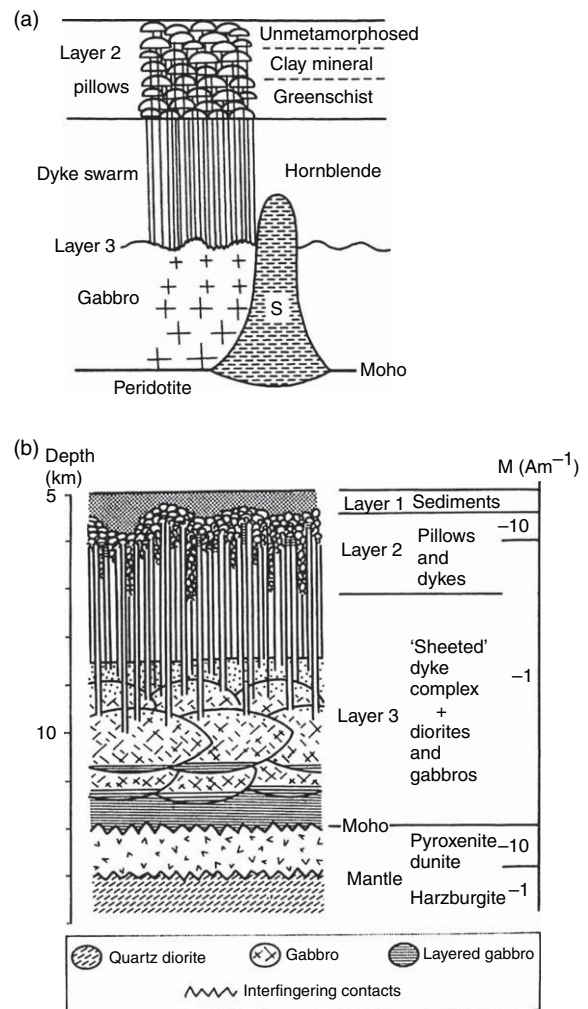 (a)
Layer 2
pillows
Unmetamorphosed
Clay mineral
Greenschist
Dyke swarm
Hornblende
Layer 3
Gabbro
S
Moho
Peridotite
(b)
Depth
(km)
M (Am⁻¹)
5
Layer 1 Sediments
–10
Layer 2
Pillows
and
dykes
'Sheeted'
dyke
complex
+
diorites
and
gabbros
–1
Layer 3
10
Moho
Pyroxenite
dunite
–10
Mantle
Harzburgite
–1
Quartz diorite
Gabbro
Layered gabbro
Interfingering contacts